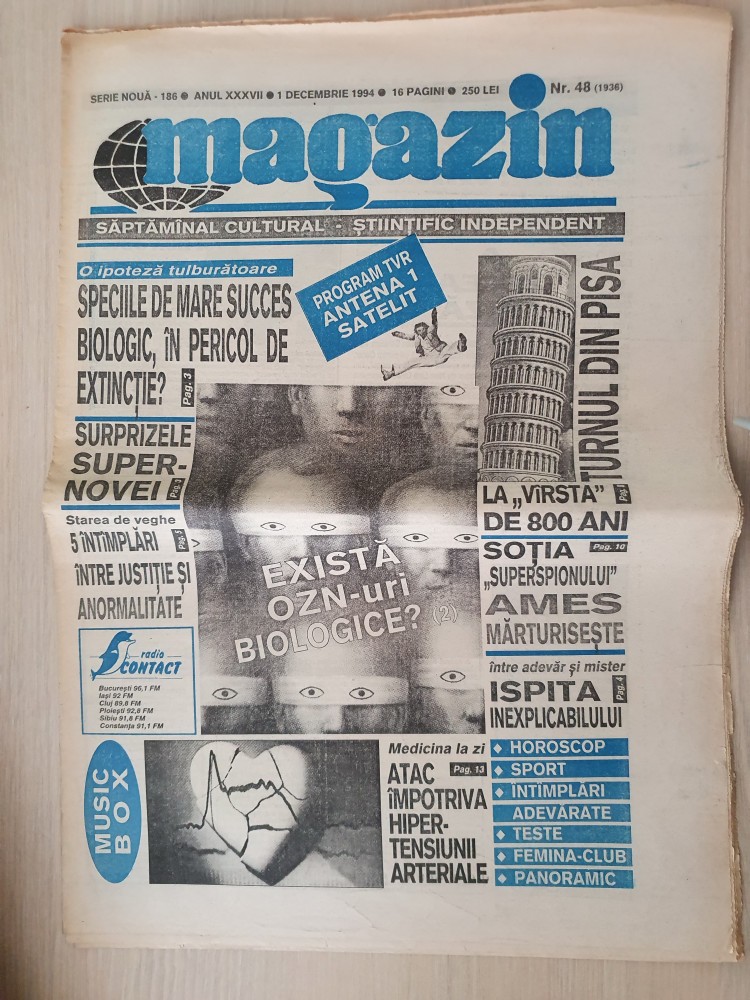 SERIE NOUĂ - 186 ● ANUL XXXVII ● 1 DECEMBRIE 1994 ● 16 PAGINI ● 250 LEI Nr. 48 (1936)
magazin
SĂPTĂMÎNAL CULTURAL - ȘTIINȚIFIC INDEPENDENT
O ipoteză tulburătoare
SPECIILE DE MARE SUCCES
BIOLOGIC, ÎN PERICOL DE
EXTINCȚIE? Pag. 3
PROGRAM TVR
ANTENA 1
SATELIT
TURNUL DIN PISA
LA „VÎRSTA”
DE 800 ANI
SURPRIZELE
SUPER-
NOVEI Pag. 3
Starea de veghe
5 ÎNTÎMPLĂRI
ÎNTRE JUSTIȚIE ȘI
ANORMALITATE
EXISTĂ
OZN-uri
BIOLOGICE? (2)
SOȚIA Pag. 10
„SUPERSPIONULUI”
AMES
MĂRTURISEȘTE
între adevăr și mister
ISPITA Pag. 4
INEXPLICABILULUI
radio
CONTACT
București 96,1 FM
Iași 92 FM
Cluj 89,8 FM
Ploiești 92,8 FM
Sibiu 91,8 FM
Constanța 91,1 FM
MUSIC
BOX
Medicina la zi
ATAC Pag. 13
ÎMPOTRIVA
HIPER-
TENSIUNII
ARTERIALE
♦ HOROSCOP
♦ SPORT
♦ ÎNTÎMPLĂRI
ADEVĂRATE
♦ TESTE
♦ FEMINA-CLUB
♦ PANORAMIC